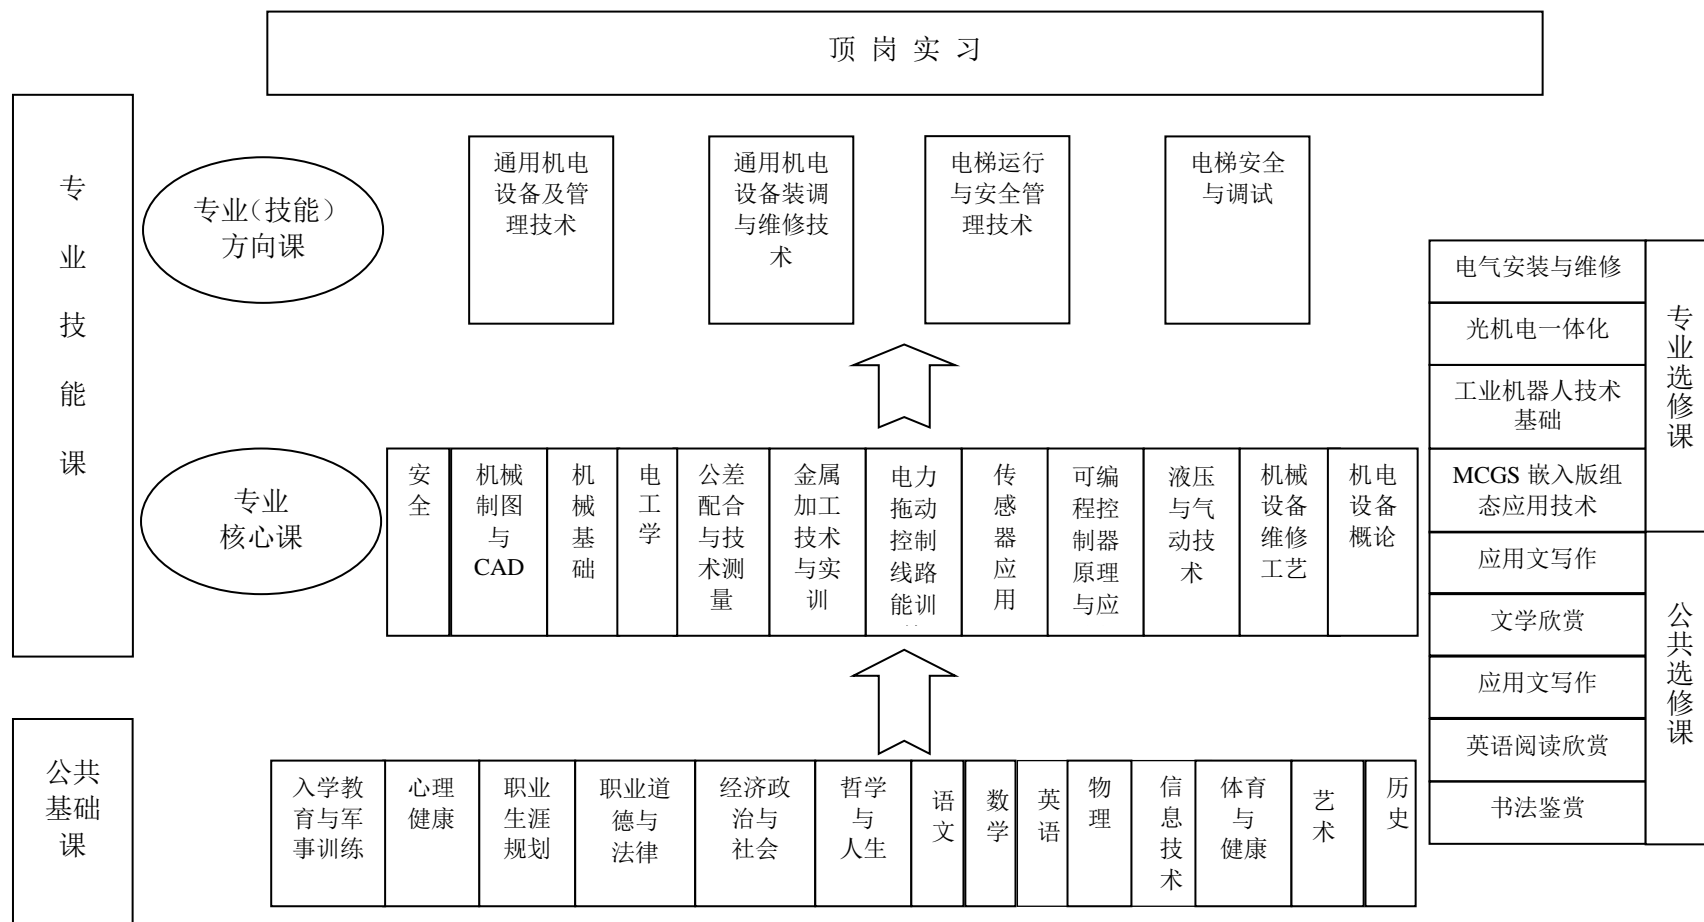 顶 岗 实 习
专
业
技
能
课
专业（技能）
方向课
通用机电
设备及管
理技术
通用机电
设备装调
与维修技
术
电梯运行
与安全管
理技术
电梯安全
与调试
专业
核心课
安
全
机械
制图
与
CAD
机
械
基
础
电
工
学
公差
配合
与技
术测
量
金属
加工
技术
与实
训
电力
拖动
控制
线路
能训
传
感
器
应
用
可编
程控
制器
原理
与应
液压
与气
动技
术
机械
设备
维修
工艺
机电
设备
概论
公共
基础
课
入学教
育与军
事训练
心理
健康
职业
生涯
规划
职业道
德与
法律
经济政
治与
社会
哲学
与
人生
语
文
数
学
英
语
物
理
信
息
技
术
体育
与
健康
艺
术
历
史
电气安装与维修
光机电一体化
工业机器人技术
基础
MCGS 嵌入版组
态应用技术
专
业
选
修
课
应用文写作
文学欣赏
应用文写作
英语阅读欣赏
书法鉴赏
公
共
选
修
课